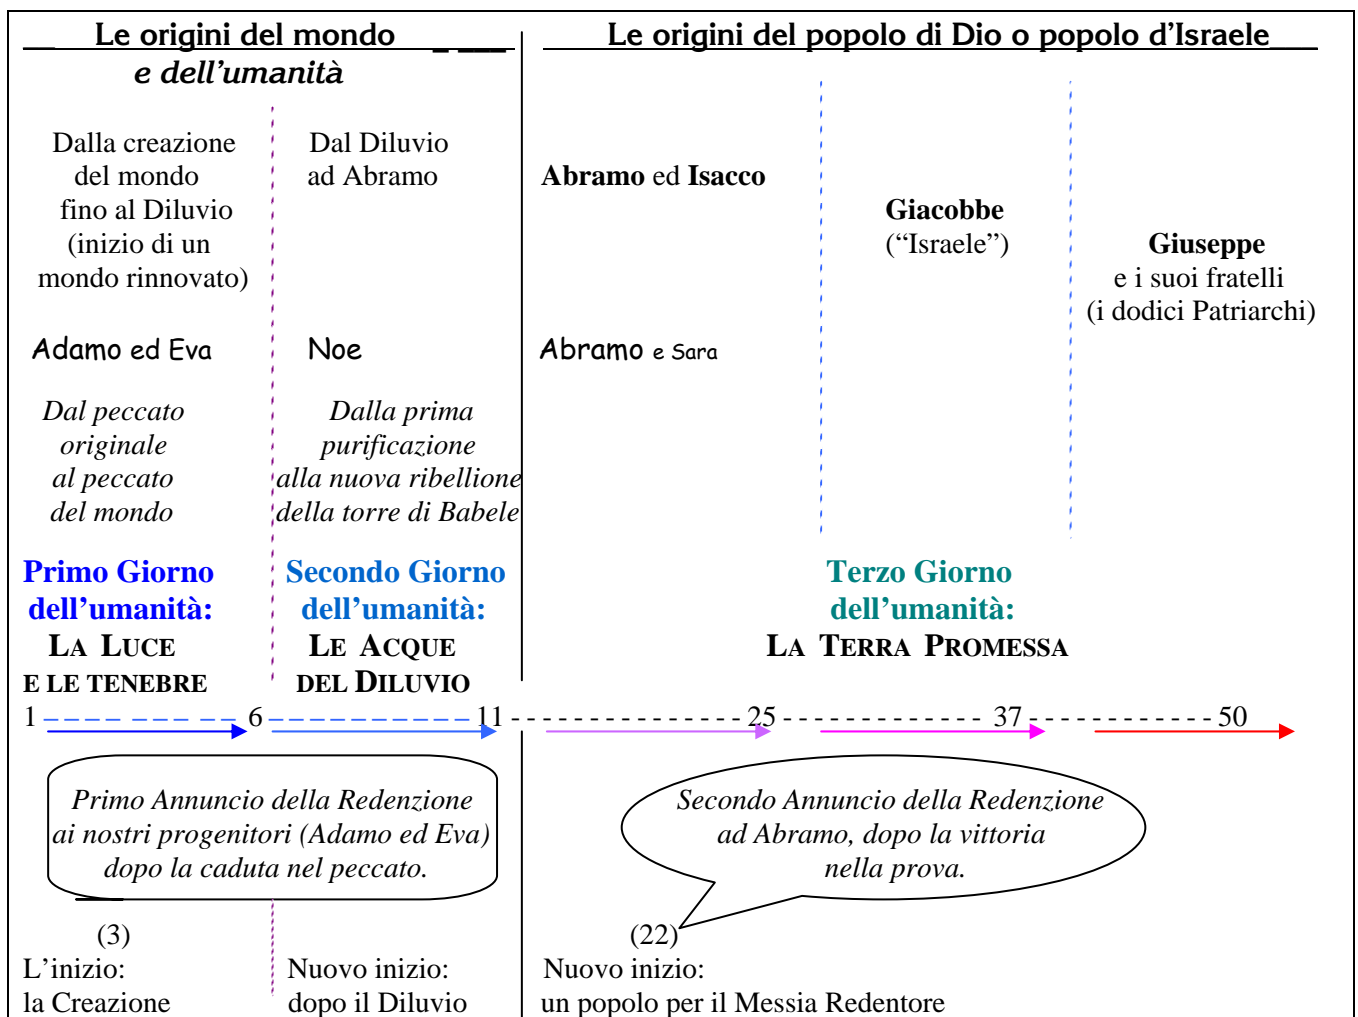 Le origini del mondo
e dell'umanità
Le origini del popolo di Dio o popolo d'Israele
Dalla creazione
del mondo
fino al Diluvio
(inizio di un
mondo rinnovato)
Dal Diluvio
ad Abramo
Abramo ed Isacco
Giacobbe
(“Israele”)
Giuseppe
e i suoi fratelli
(i dodici Patriarchi)
Adamo ed Eva
Noe
Abramo e Sara
Dal peccato
originale
al peccato
del mondo
Dalla prima
purificazione
alla nuova ribellione
della torre di Babele
Primo Giorno
dell'umanità:
LA LUCE
E LE TENEBRE
Secondo Giorno
dell'umanità:
LE ACQUE
DEL DILUVIO
Terzo Giorno
dell'umanità:
LA TERRA PROMESSA
1 6 11 25 37 50
Primo Annuncio della Redenzione
ai nostri progenitori (Adamo ed Eva)
dopo la caduta nel peccato.
Secondo Annuncio della Redenzione
ad Abramo, dopo la vittoria
nella prova.
(3)
L'inizio:
la Creazione
Nuovo inizio:
dopo il Diluvio
(22)
Nuovo inizio:
un popolo per il Messia Redentore